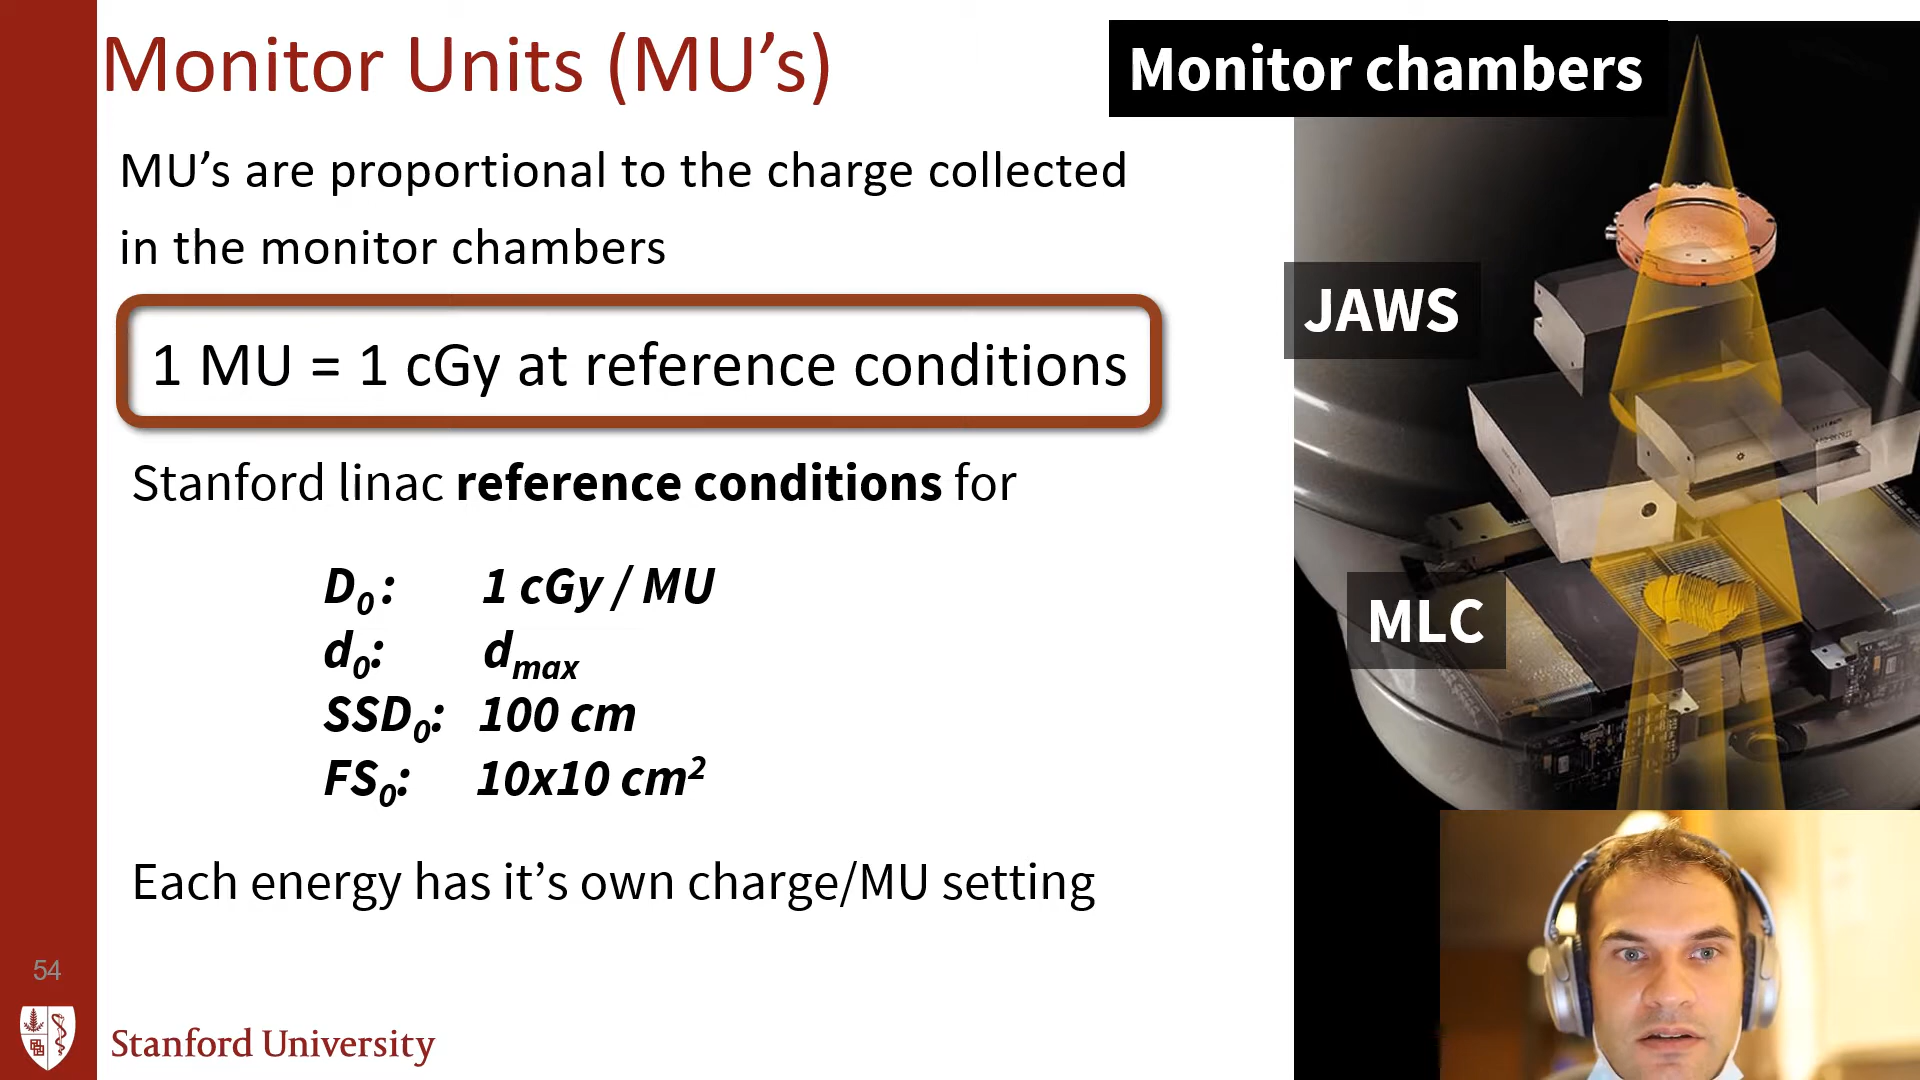 Monitor Units (MU’s)
MU’s are proportional to the charge collected
in the monitor chambers
1 MU = 1 cGy at reference conditions
Stanford linac reference conditions for
D0: 1 cGy / MU
d0: dmax
SSD0: 100 cm
FS0: 10x10 cm²
Each energy has it’s own charge/MU setting
54
Stanford University
Monitor chambers
JAWS
MLC